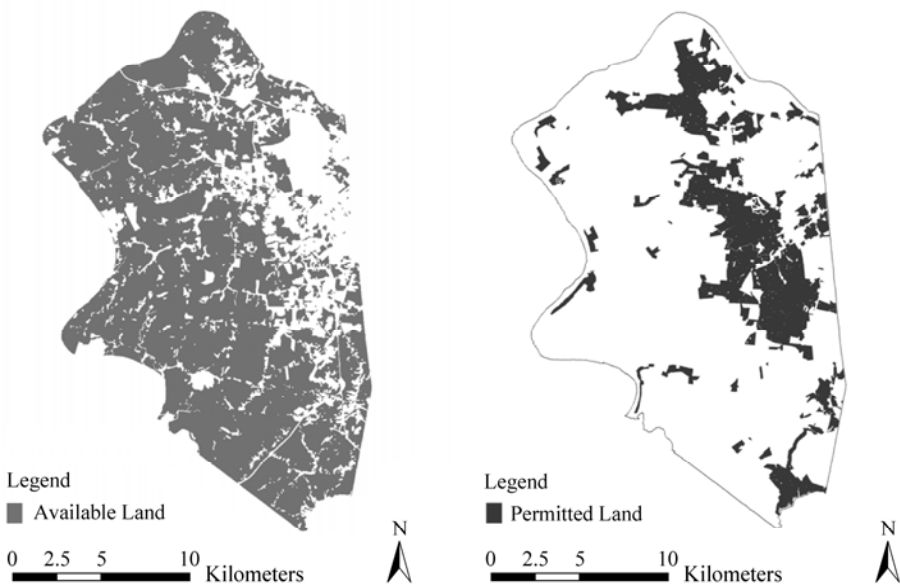 Legend
Available Land
0 2.5 5 10
Kilometers
N
Legend
Permitted Land
0 2.5 5 10
Kilometers
N